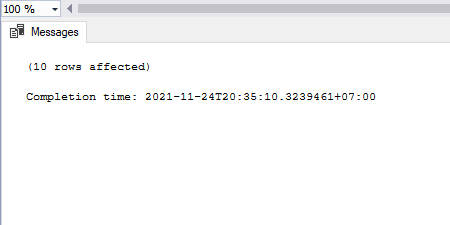 100 %
Messages
(10 rows affected)
Completion time: 2021-11-24T20:35:10.3239461+07:00